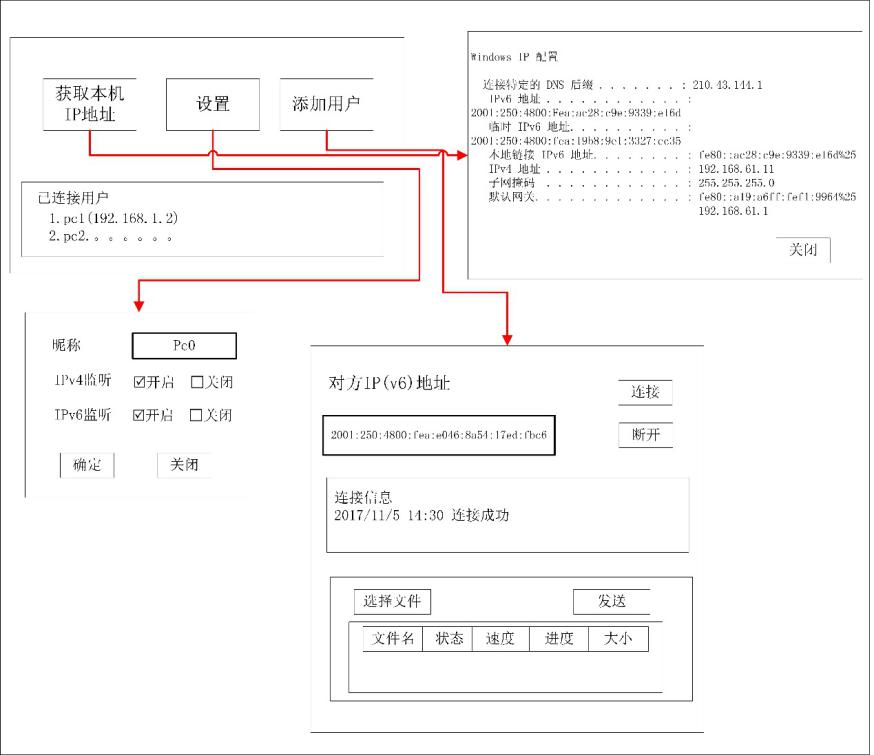 获取本机
IP地址
设置
添加用户
已连接用户
1.pc1(192.168.1.2)
2.pc2。。。。。。
Windows IP 配置
连接特定的 DNS 后缀 . . . . . . . : 210.43.144.1
IPv6 地址 . . . . . . . . . . . . :
2001:250:4800:Fea:ac28:c9e:9339:e16d
临时 IPv6 地址. . . . . . . . . . :
2001:250:4800:fea:19b8:9c1:3327:cc35
本地链接 IPv6 地址. . . . . . . . : fe80::ac28:c9e:9339:e16d%25
IPv4 地址 . . . . . . . . . . . . : 192.168.61.11
子网掩码 . . . . . . . . . . . . : 255.255.255.0
默认网关. . . . . . . . . . . . . : fe80::a19:a6ff:fef1:9964%25
192.168.61.1
关闭
昵称 Pc0
IPv4监听 ☑开启 ☐关闭
IPv6监听 ☑开启 ☐关闭
确定 关闭
对方IP(v6)地址
连接
2001:250:4800:fea:e046:8a54:17ed:fbc6
断开
连接信息
2017/11/5 14:30 连接成功
选择文件 发送
文件名 状态 速度 进度 大小